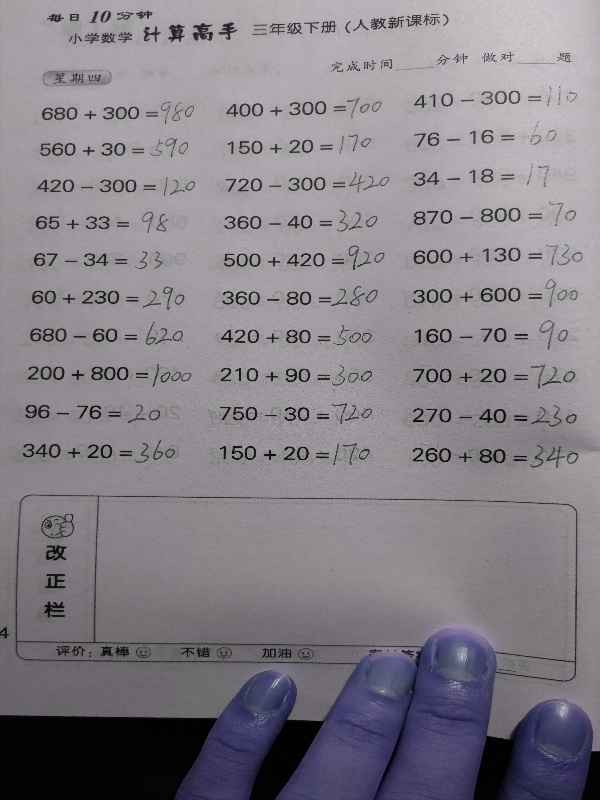 每日10分钟
小学数学 计算高手 三年级下册（人教新课标）
完成时间____分钟 做对____题
星期四
680 + 300 = 980 400 + 300 = 700 410 − 300 = 110
560 + 30 = 590 150 + 20 = 170 76 − 16 = 60
420 − 300 = 120 720 − 300 = 420 34 − 18 = 17
65 + 33 = 98 360 − 40 = 320 870 − 800 = 70
67 − 34 = 33 500 + 420 = 920 600 + 130 = 730
60 + 230 = 290 360 − 80 = 280 300 + 600 = 900
680 − 60 = 620 420 + 80 = 500 160 − 70 = 90
200 + 800 = 1000 210 + 90 = 300 700 + 20 = 720
96 − 76 = 20 750 − 30 = 720 270 − 40 = 230
340 + 20 = 360 150 + 20 = 170 260 + 80 = 340
改正栏
4
评价：真棒 不错 加油